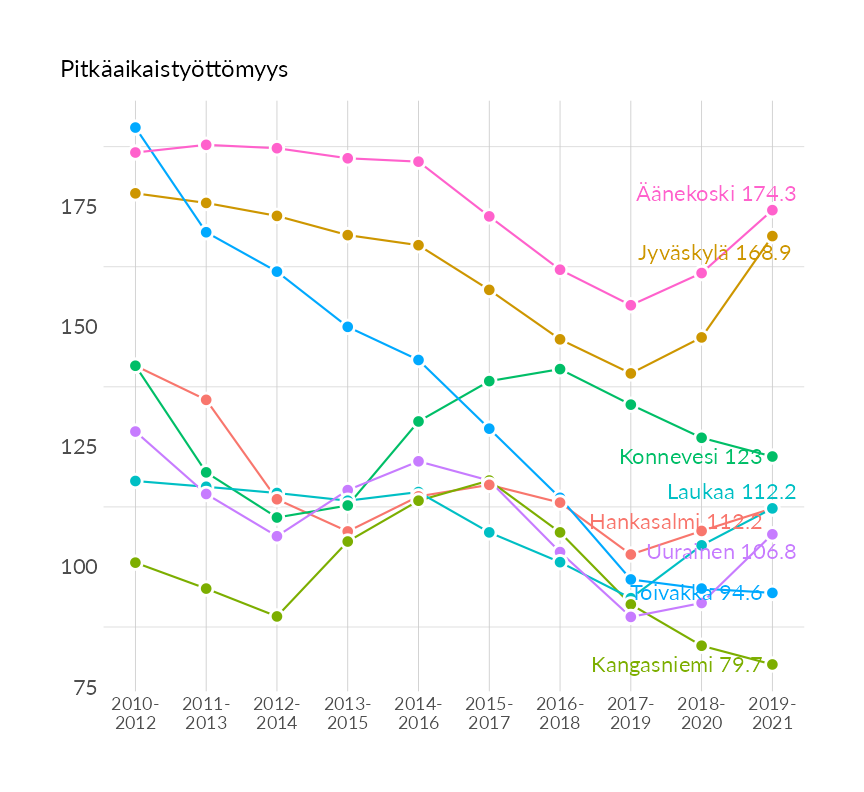 Pitkäaikaistyöttömyys
175
150
125
100
75
Äänekoski 174.3
Jyväskylä 168.9
Konnevesi 123
Laukaa 112.2
Hankasalmi 112.2
Uurainen 106.8
Toivakka 94.6
Kangasniemi 79.7
2010-
2012
2011-
2013
2012-
2014
2013-
2015
2014-
2016
2015-
2017
2016-
2018
2017-
2019
2018-
2020
2019-
2021